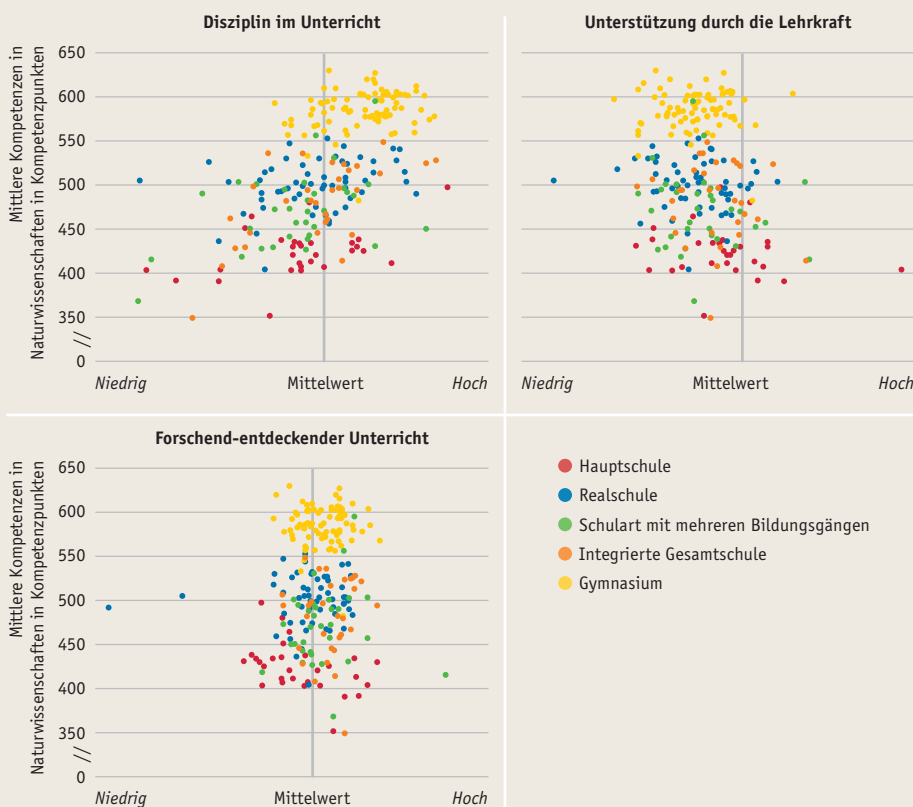 Disziplin im Unterricht
Mittlere Kompetenzen in
Naturwissenschaften in Kompetenzpunkten
650
600
550
500
450
400
350
//
0
Niedrig
Mittelwert
Hoch
Unterstützung durch die Lehrkraft
Niedrig
Mittelwert
Hoch
Forschend-entdeckender Unterricht
Mittlere Kompetenzen in
Naturwissenschaften in Kompetenzpunkten
650
600
550
500
450
400
350
//
0
Niedrig
Mittelwert
Hoch
Hauptschule
Realschule
Schulart mit mehreren Bildungsgängen
Integrierte Gesamtschule
Gymnasium